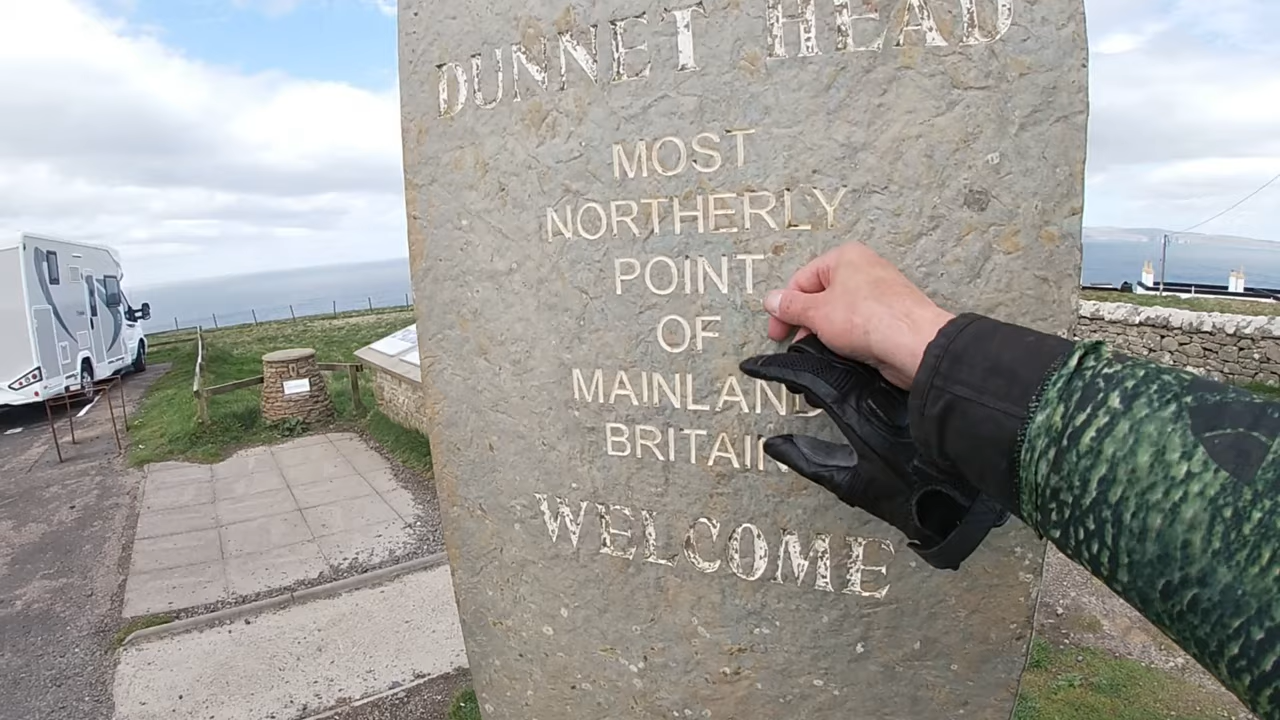 DUNNET HEAD
MOST
NORTHERLY
POINT
OF
MAINLAND
BRITAIN
WELCOME